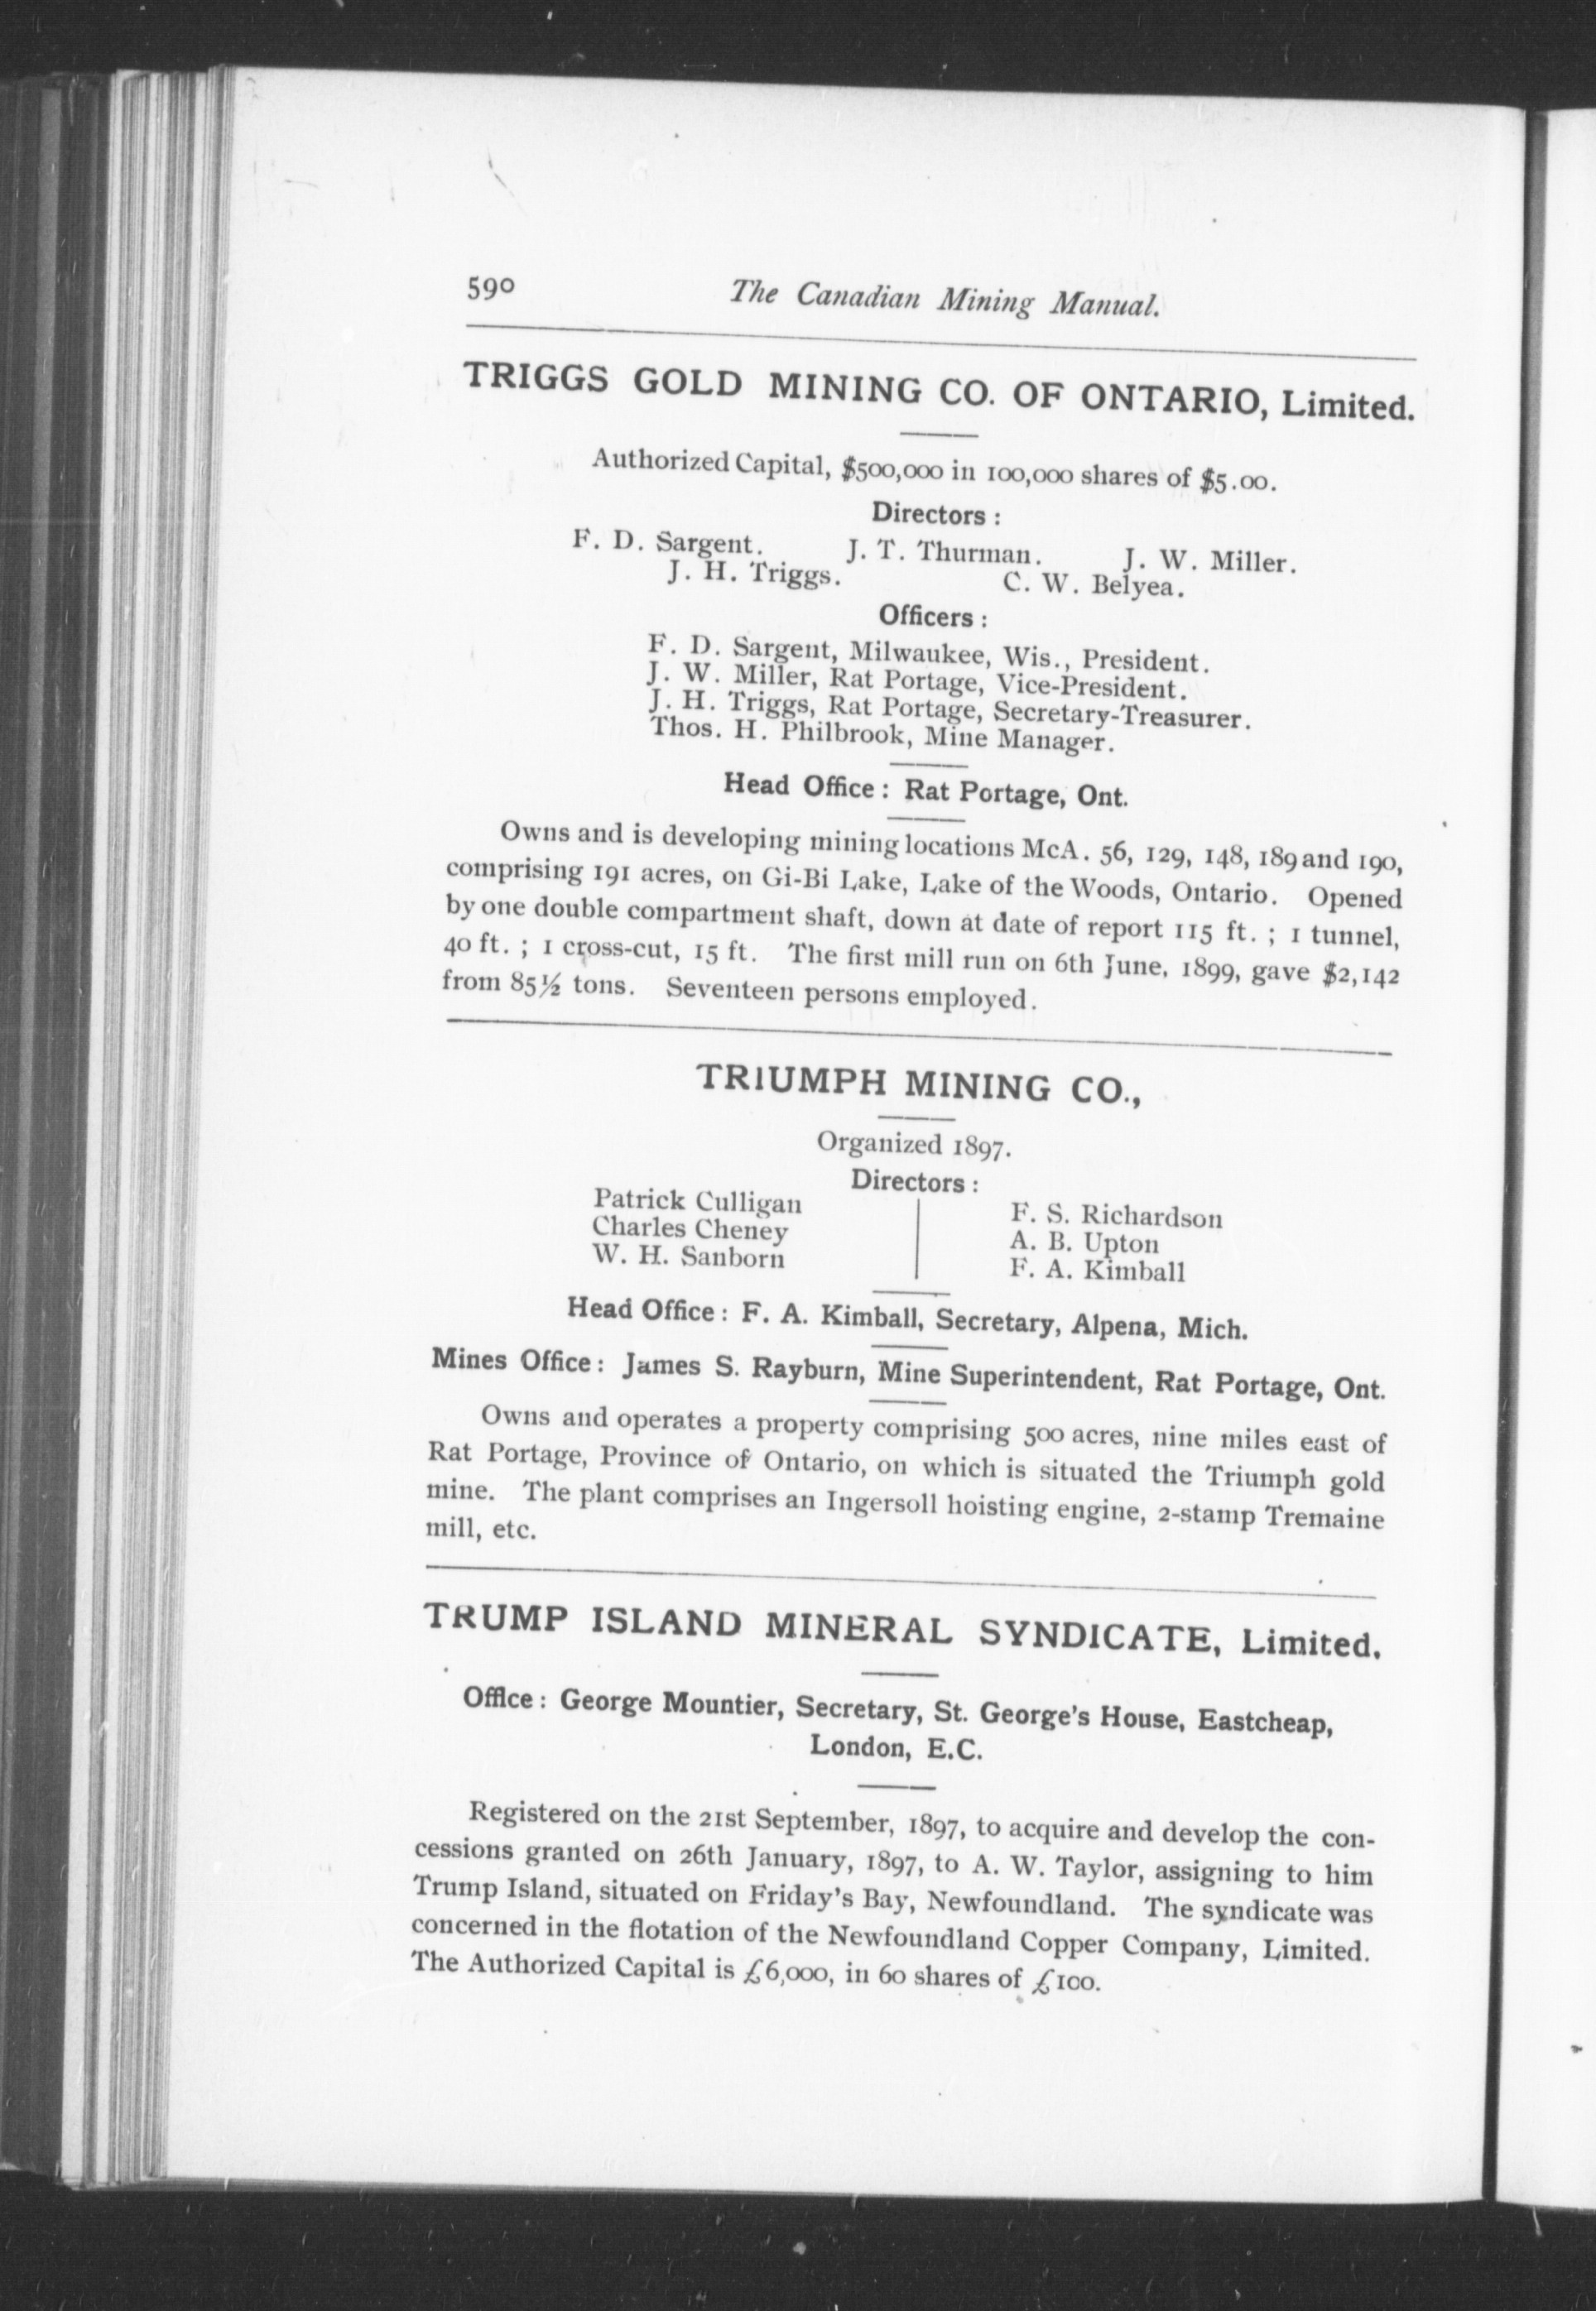 590 The Canadian Mining Manual.
TRIGGS GOLD MINING CO. OF ONTARIO, Limited.
Authorized Capital, $500,000 in 100,000 shares of $5.00.
Directors :
F. D. Sargent. J. T. Thurman. J. W. Miller.
J. H. Triggs. C. W. Belyea.
Officers :
F. D. Sargent, Milwaukee, Wis., President.
J. W. Miller, Rat Portage, Vice-President.
J. H. Triggs, Rat Portage, Secretary-Treasurer.
Thos. H. Philbrook, Mine Manager.
Head Office : Rat Portage, Ont.
Owns and is developing mining locations McA. 56, 129, 148, 189 and 190,
comprising 191 acres, on Gi-Bi Lake, Lake of the Woods, Ontario. Opened
by one double compartment shaft, down at date of report 115 ft. ; 1 tunnel,
40 ft. ; 1 cross-cut, 15 ft. The first mill run on 6th June, 1899, gave $2,142
from 85½ tons. Seventeen persons employed.
TRIUMPH MINING CO.,
Organized 1897.
Directors :
Patrick Culligan F. S. Richardson
Charles Cheney A. B. Upton
W. H. Sanborn F. A. Kimball
Head Office : F. A. Kimball, Secretary, Alpena, Mich.
Mines Office : James S. Rayburn, Mine Superintendent, Rat Portage, Ont.
Owns and operates a property comprising 500 acres, nine miles east of
Rat Portage, Province of Ontario, on which is situated the Triumph gold
mine. The plant comprises an Ingersoll hoisting engine, 2-stamp Tremaine
mill, etc.
TRUMP ISLAND MINERAL SYNDICATE, Limited.
Office : George Mountier, Secretary, St. George's House, Eastcheap,
London, E.C.
Registered on the 21st September, 1897, to acquire and develop the con-
cessions granted on 26th January, 1897, to A. W. Taylor, assigning to him
Trump Island, situated on Friday's Bay, Newfoundland. The syndicate was
concerned in the flotation of the Newfoundland Copper Company, Limited.
The Authorized Capital is £6,000, in 60 shares of £100.